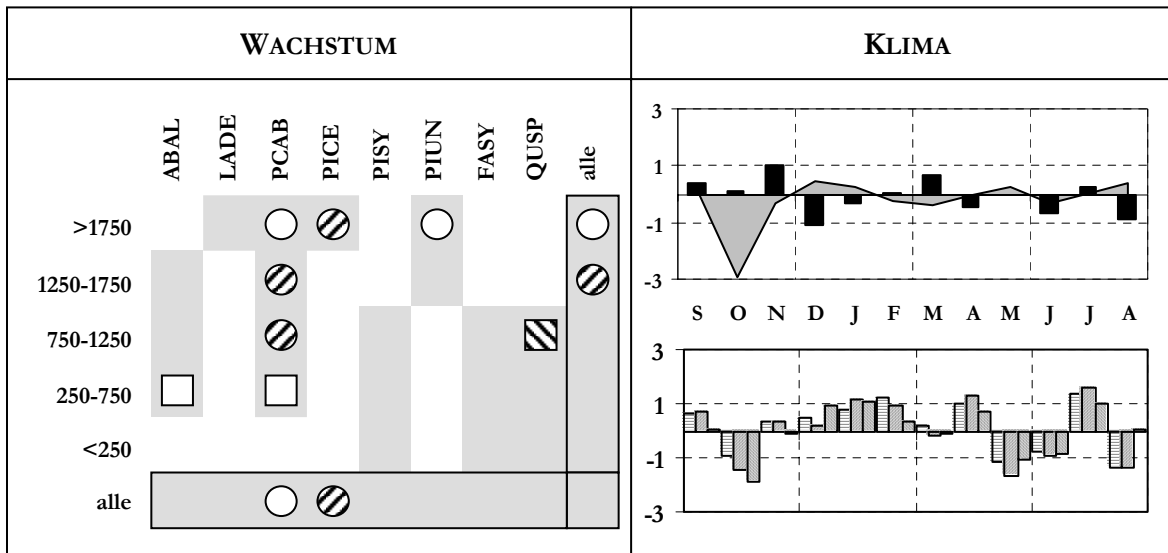 WACHSTUM
KLIMA
ABAL LADE PCAB PICE PISY PIUN FASY QUSP alle
>1750
1250-1750
750-1250
250-750
<250
alle
3
1
-1
-3
S O N D J F M A M J J A
3
1
-1
-3